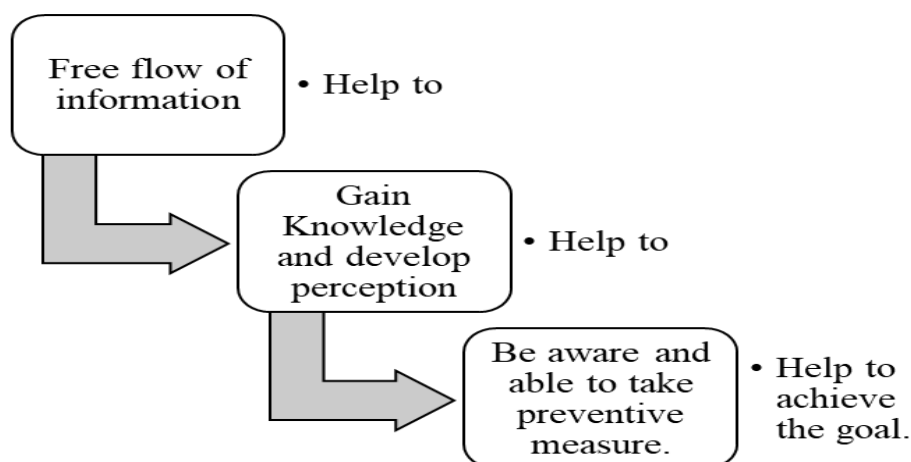 Free flow of
information
• Help to
Gain
Knowledge
and develop
perception
• Help to
Be aware and
able to take
preventive
measure.
• Help to
achieve
the goal.